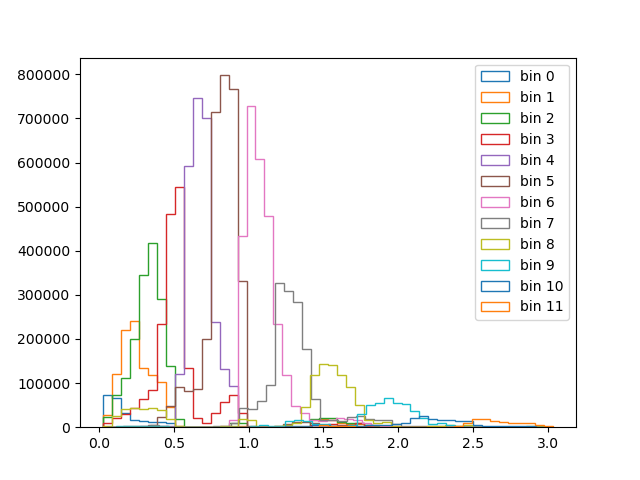 800000
700000
600000
500000
400000
300000
200000
100000
0
0.0 0.5 1.0 1.5 2.0 2.5 3.0
bin 0
bin 1
bin 2
bin 3
bin 4
bin 5
bin 6
bin 7
bin 8
bin 9
bin 10
bin 11